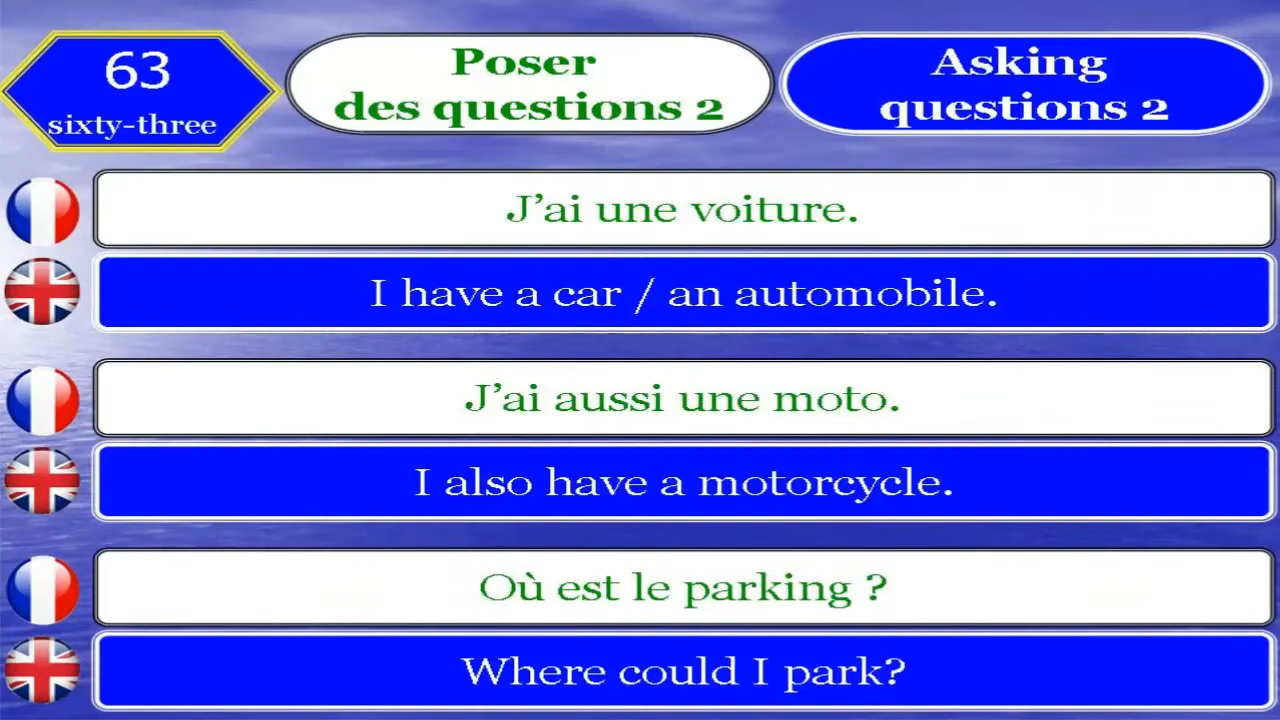 63
sixty-three
Poser
des questions 2
Asking
questions 2
J’ai une voiture.
I have a car / an automobile.
J’ai aussi une moto.
I also have a motorcycle.
Où est le parking ?
Where could I park?